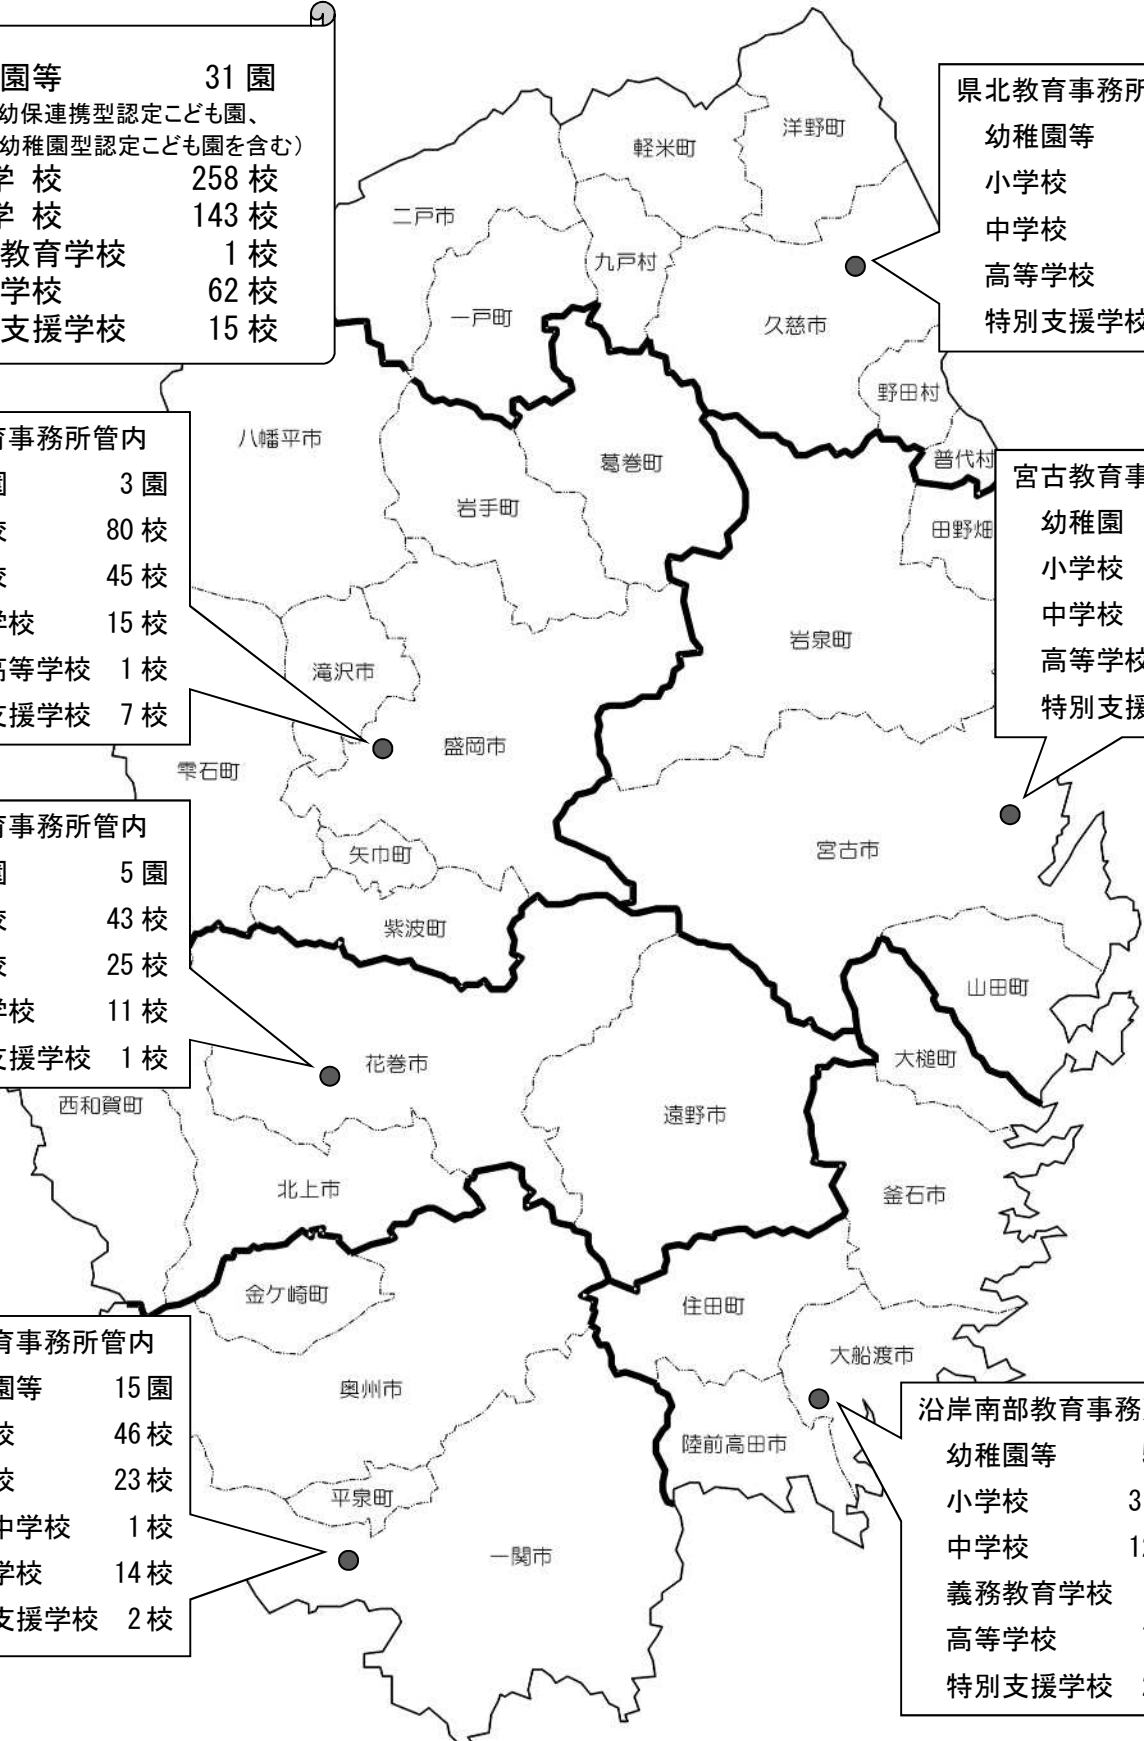 園等 31 園
幼保連携型認定こども園、
幼稚園型認定こども園を含む）
学 校 258 校
学 校 143 校
教育学校 1 校
学校 62 校
支援学校 15 校
県北教育事務所
幼稚園等
小学校
中学校
高等学校
特別支援学校
洋野町
軽米町
二戸市
九戸村
一戸町
久慈市
野田村
普代村
田野畑
八幡平市
葛巻町
岩手町
岩泉町
育事務所管内
園 3 園
校 80 校
校 45 校
学校 15 校
高等学校 1 校
支援学校 7 校
宮古教育事
幼稚園
小学校
中学校
高等学校
特別支援
滝沢市
盛岡市
雫石町
矢巾町
宮古市
紫波町
山田町
育事務所管内
園 5 園
校 43 校
校 25 校
学校 11 校
支援学校 1 校
花巻市
大槌町
西和賀町
遠野市
北上市
釜石市
金ケ崎町
住田町
大船渡市
奥州市
陸前高田市
平泉町
一関市
育事務所管内
園等 15 園
校 46 校
校 23 校
中学校 1 校
学校 14 校
支援学校 2 校
沿岸南部教育事務
幼稚園等
小学校 3
中学校 1
義務教育学校
高等学校
特別支援学校